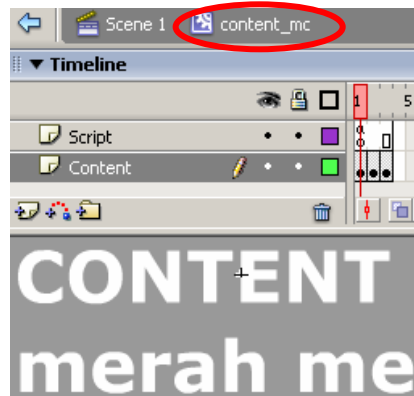 Scene 1 content_mc
Timeline
1 5
Script
a
Content
CONTENT
merah me